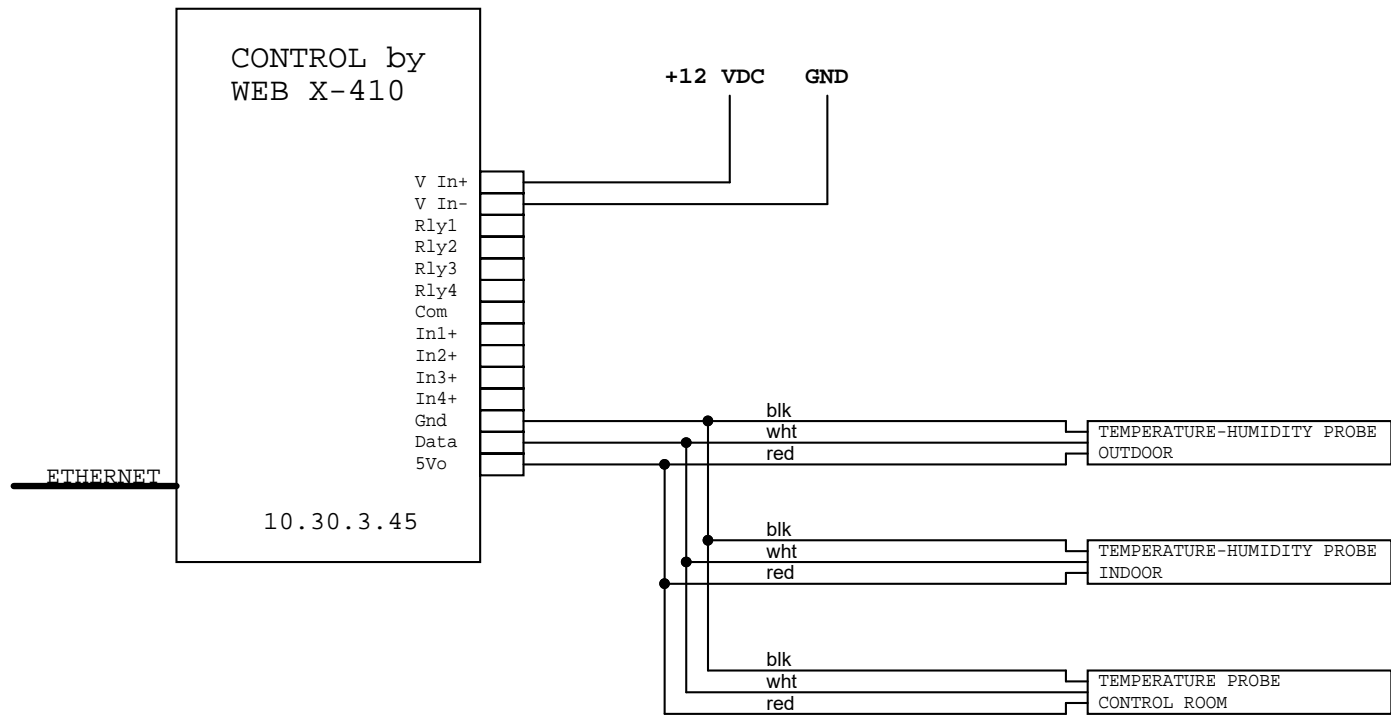 CONTROL by
WEB X-410
+12 VDC GND
V In+
V In-
Rly1
Rly2
Rly3
Rly4
Com
In1+
In2+
In3+
In4+
Gnd
Data
5Vo
ETHERNET
10.30.3.45
blk
wht
red
TEMPERATURE-HUMIDITY PROBE
OUTDOOR
blk
wht
red
TEMPERATURE-HUMIDITY PROBE
INDOOR
blk
wht
red
TEMPERATURE PROBE
CONTROL ROOM